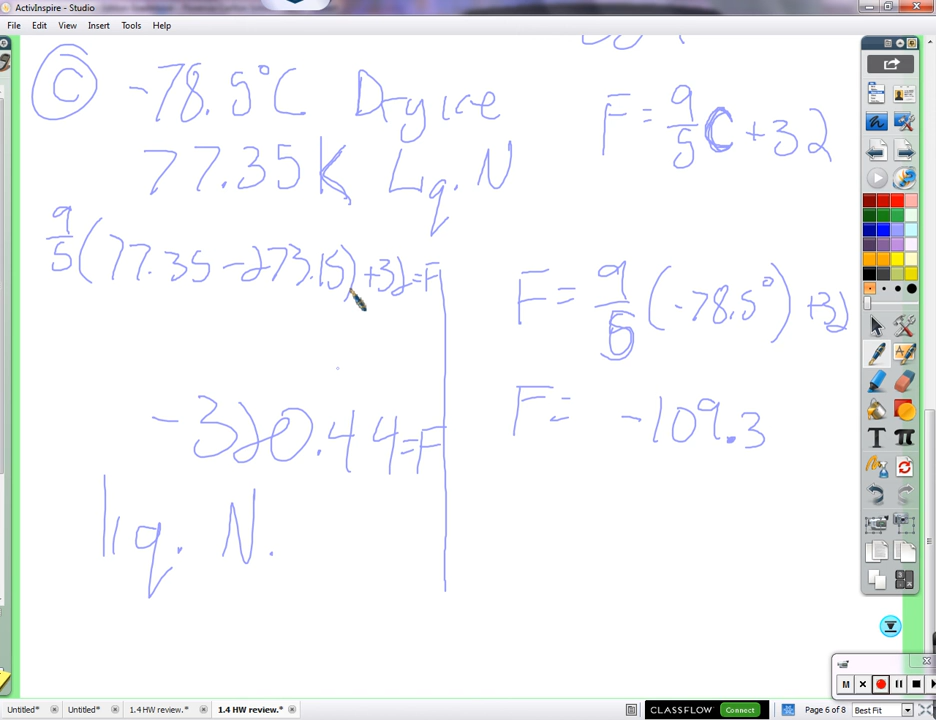 ActivInspire - Studio
File Edit View Insert Tools Help
C -78.5°C Dry ice
77.35K Liq. N
F = 9/5 C + 32
9/5 (77.35 - 273.15) + 32 = F
F = 9/5 (-78.5°) + 32
-320.44 = F
F = -109.3
liq. N.
M
Untitled* Untitled* 1.4 HW review.* 1.4 HW review.* CLASSFLOW Connect Page 6 of 8 Best Fit